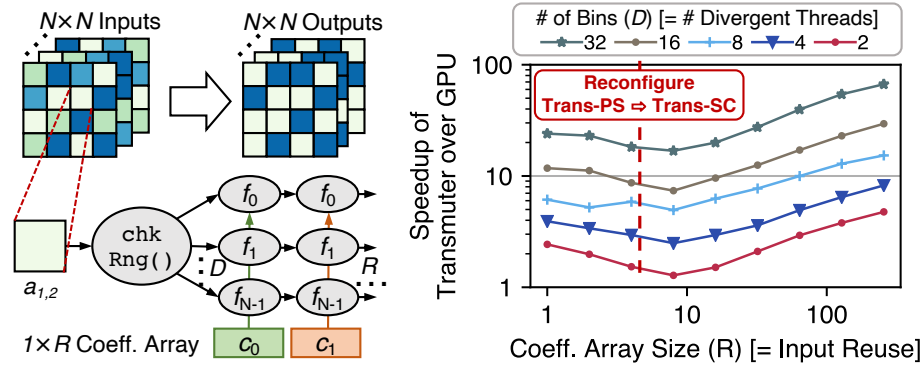 N×N Inputs
N×N Outputs
a1,2
chk
Rng()
D
f0
f0
f1
f1
R
fN-1
fN-1
1×R Coeff. Array
c0
c1
# of Bins (D) [= # Divergent Threads]
32 16 8 4 2
Speedup of
Transmuter over GPU
100
10
1
Reconfigure
Trans-PS ⇨ Trans-SC
1 10 100
Coeff. Array Size (R) [= Input Reuse]